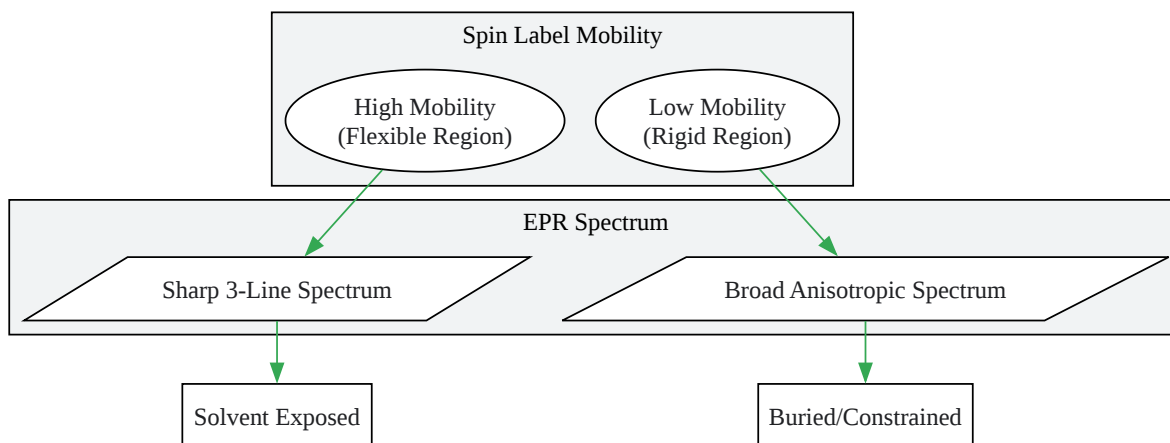 Spin Label Mobility
High Mobility
(Flexible Region)
Low Mobility
(Rigid Region)
EPR Spectrum
Sharp 3-Line Spectrum
Broad Anisotropic Spectrum
Solvent Exposed
Buried/Constrained